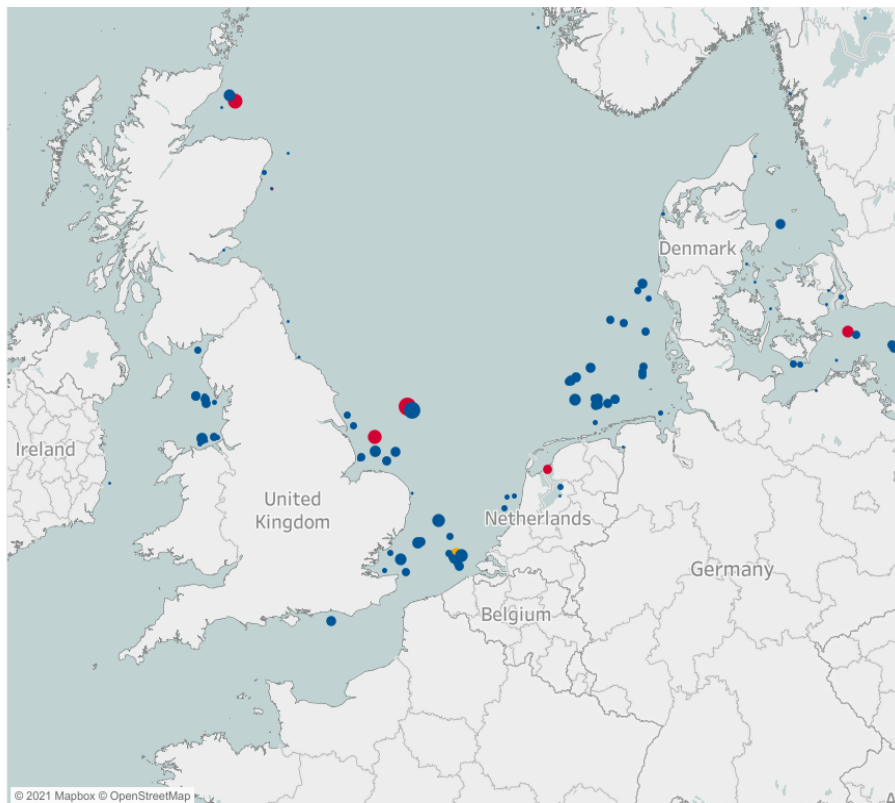 Denmark
Ireland
United
Kingdom
Netherlands
Germany
Belgium
© 2021 Mapbox © OpenStreetMap